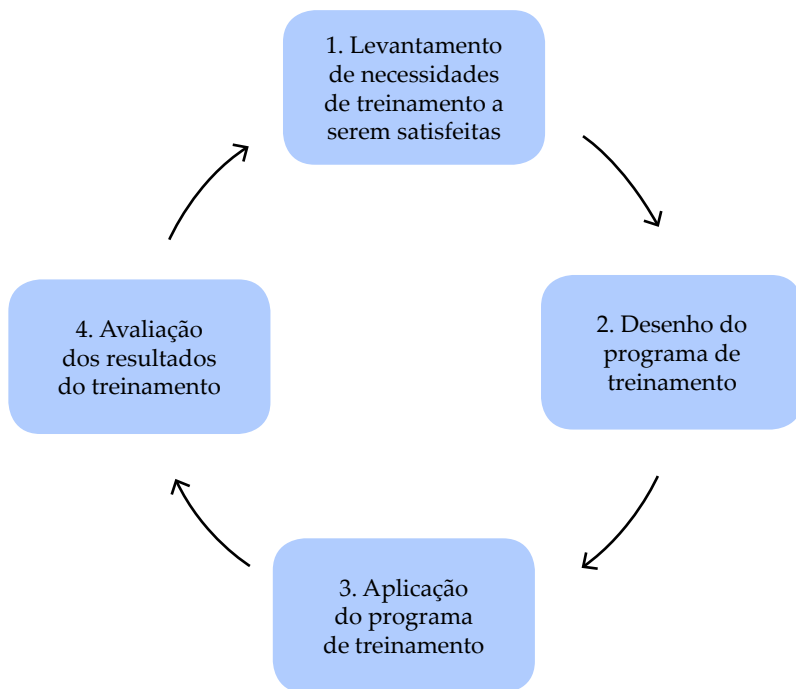 1. Levantamento
de necessidades
de treinamento a
serem satisfeitas
2. Desenho do
programa de
treinamento
3. Aplicação
do programa
de treinamento
4. Avaliação
dos resultados
do treinamento